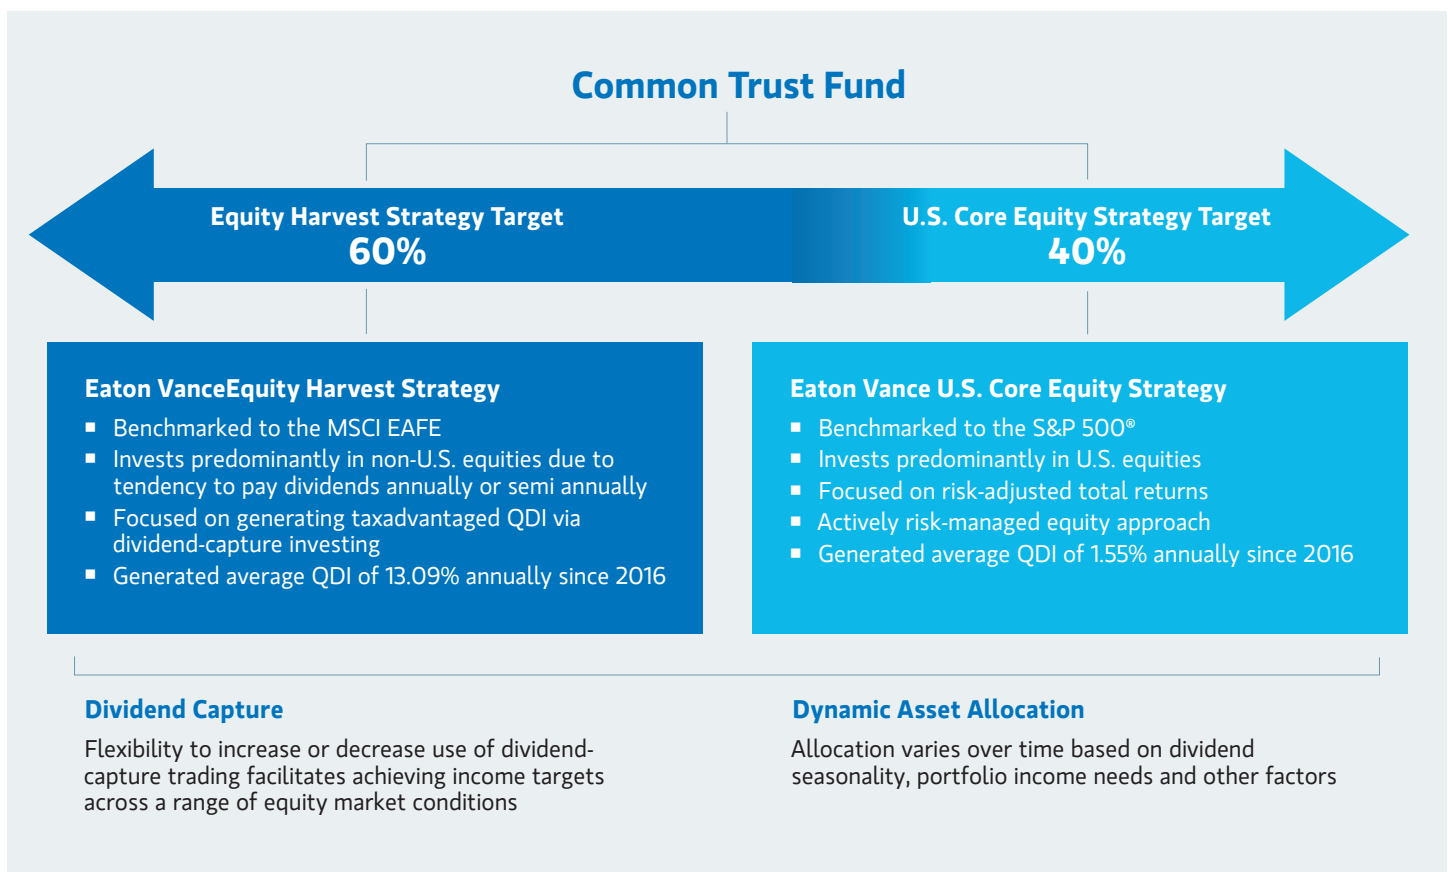 Common Trust Fund
Equity Harvest Strategy Target
60%
U.S. Core Equity Strategy Target
40%
Eaton VanceEquity Harvest Strategy
▪ Benchmarked to the MSCI EAFE
▪ Invests predominantly in non-U.S. equities due to
tendency to pay dividends annually or semi annually
▪ Focused on generating taxadvantaged QDI via
dividend-capture investing
▪ Generated average QDI of 13.09% annually since 2016
Eaton Vance U.S. Core Equity Strategy
▪ Benchmarked to the S&P 500®
▪ Invests predominantly in U.S. equities
▪ Focused on risk-adjusted total returns
▪ Actively risk-managed equity approach
▪ Generated average QDI of 1.55% annually since 2016
Dividend Capture
Flexibility to increase or decrease use of dividend-
capture trading facilitates achieving income targets
across a range of equity market conditions
Dynamic Asset Allocation
Allocation varies over time based on dividend
seasonality, portfolio income needs and other factors